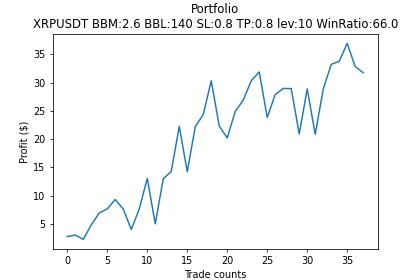 Portfolio
XRPUSDT BBM:2.6 BBL:140 SL:0.8 TP:0.8 lev:10 WinRatio:66.0
Profit ($)
35
30
25
20
15
10
5
0 5 10 15 20 25 30 35
Trade counts